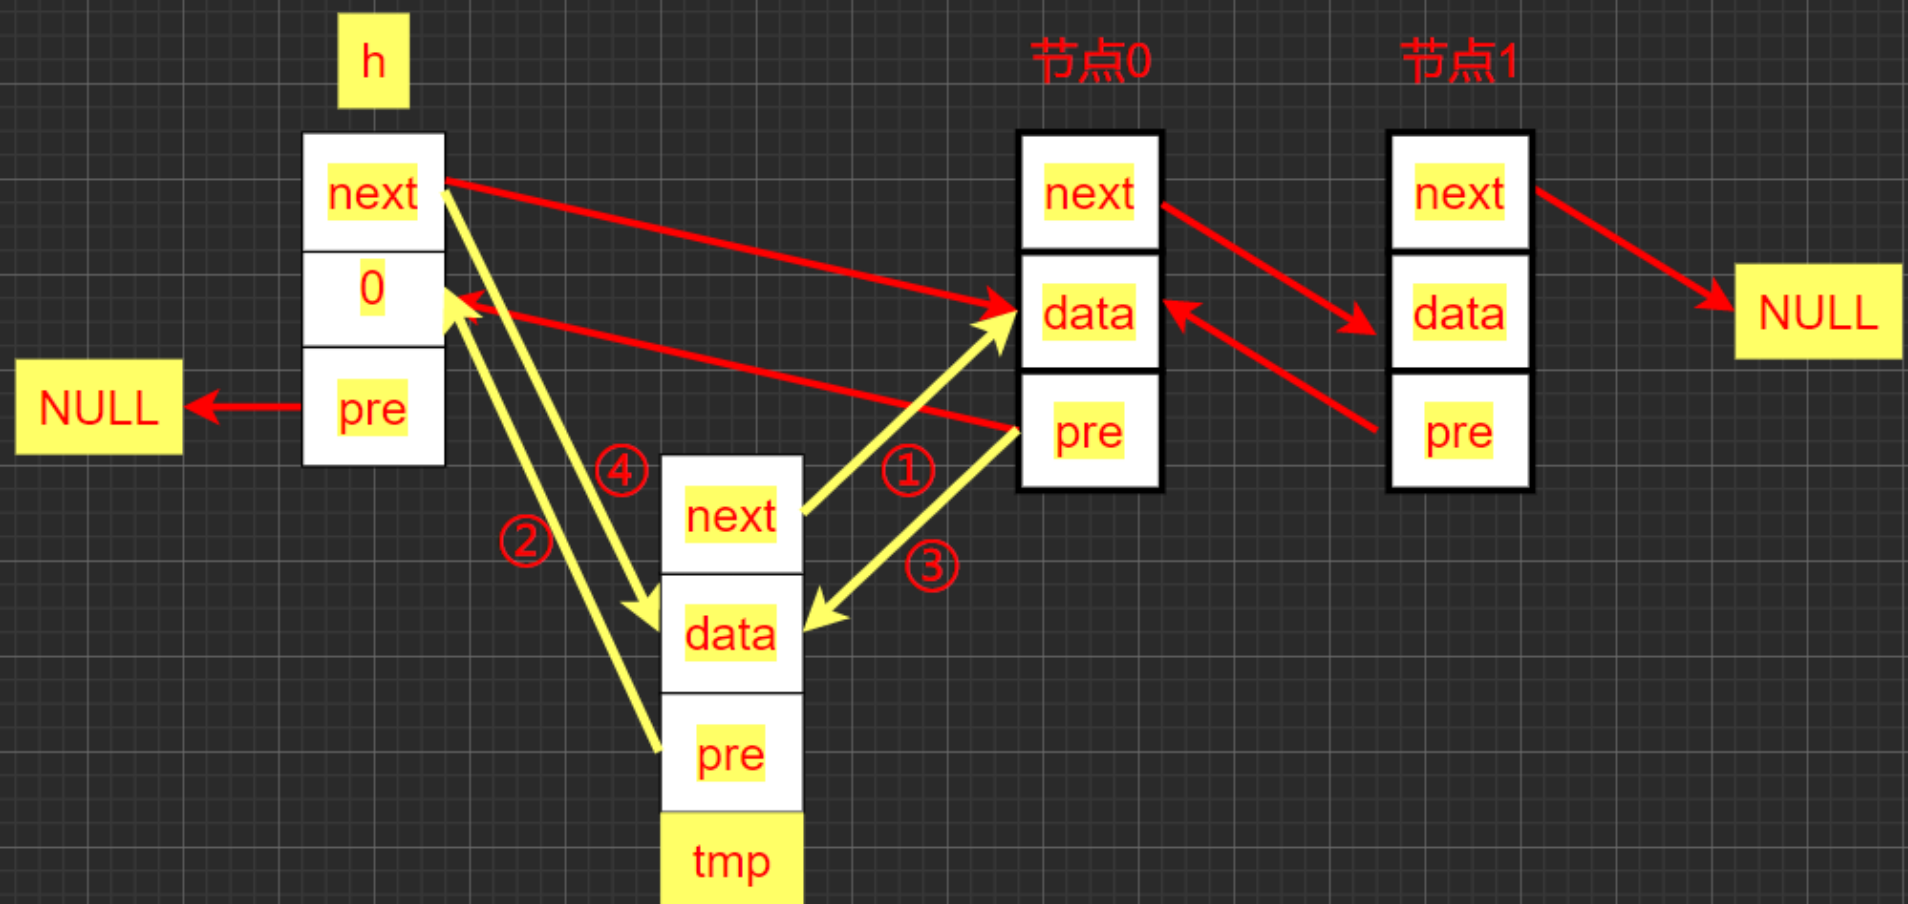 h
节点0
节点1
next
next
next
0
data
data
NULL
NULL
pre
pre
pre
④
①
②
③
next
data
pre
tmp